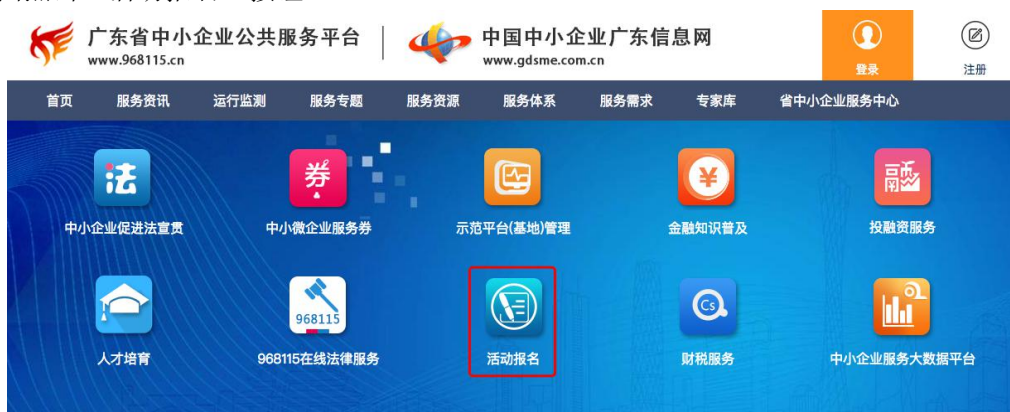 广东省中小企业公共服务平台
www.968115.cn
中国中小企业广东信息网
www.gdsme.com.cn
登录
注册
首页 服务资讯 运行监测 服务专题 服务资源 服务体系 服务需求 专家库 省中小企业服务中心
法 券 ¥ 融
中小企业促进法宣贯 中小微企业服务券 示范平台(基地)管理 金融知识普及 投融资服务
968115 Cs
人才培育 968115在线法律服务 活动报名 财税服务 中小企业服务大数据平台